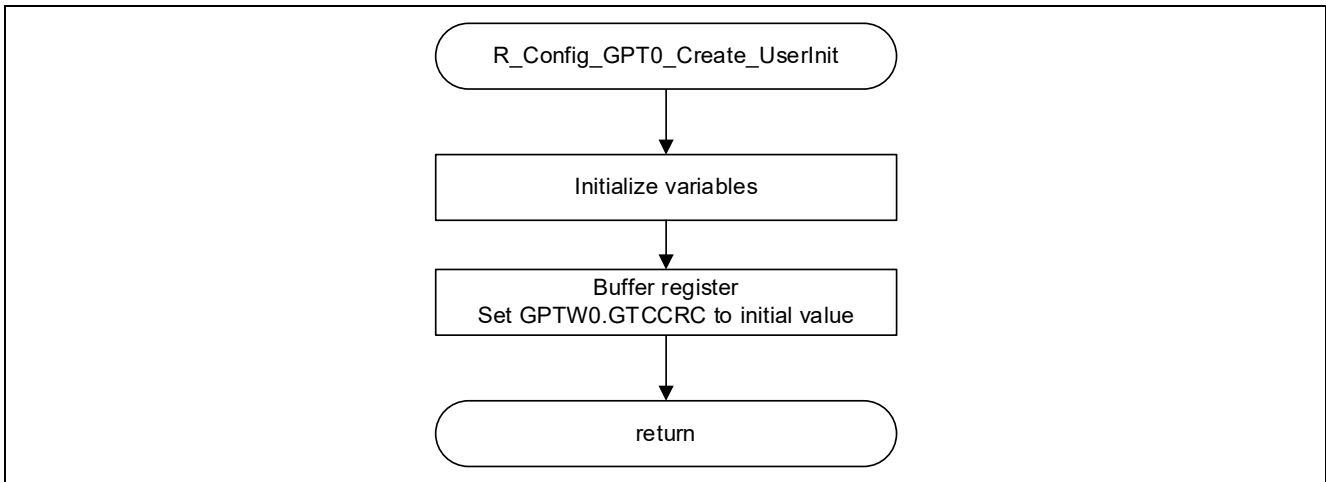 R_Config_GPT0_Create_UserInit
Initialize variables
Buffer register
Set GPTW0.GTCCRC to initial value
return